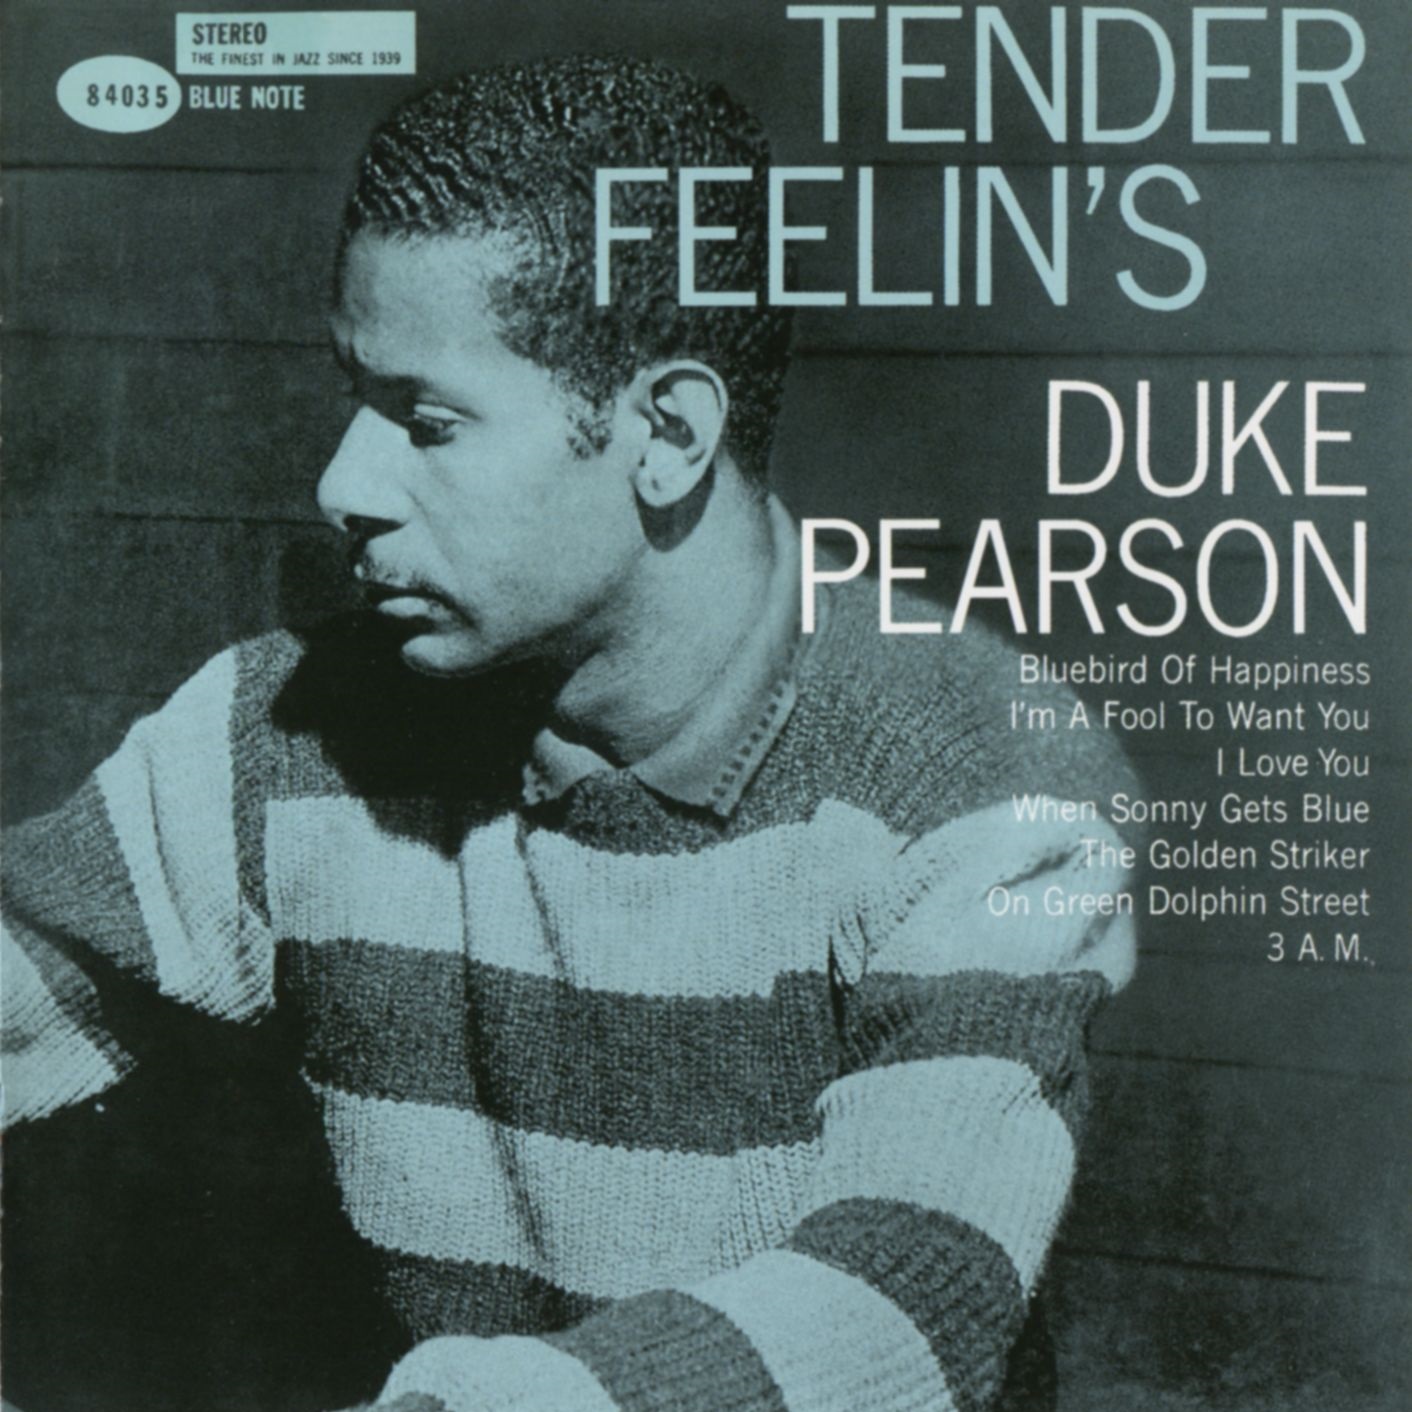 STEREO
THE FINEST IN JAZZ SINCE 1939
84035 BLUE NOTE
TENDER
FEELIN'S
DUKE
PEARSON
Bluebird Of Happiness
I'm A Fool To Want You
I Love You
When Sonny Gets Blue
The Golden Striker
On Green Dolphin Street
3 A.M.